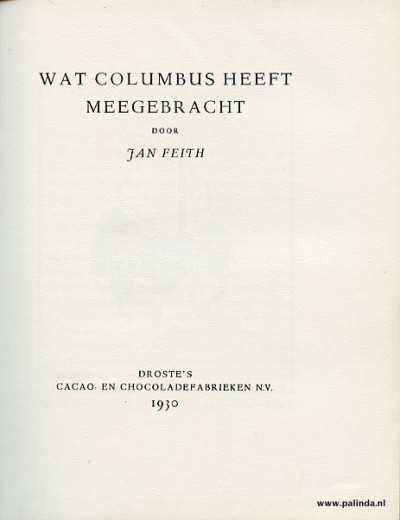 WAT COLUMBUS HEEFT
MEEGEBRACHT
DOOR
JAN FEITH
DROSTE'S
CACAO- EN CHOCOLADEFABRIEKEN N.V.
1930
www.palinda.nl